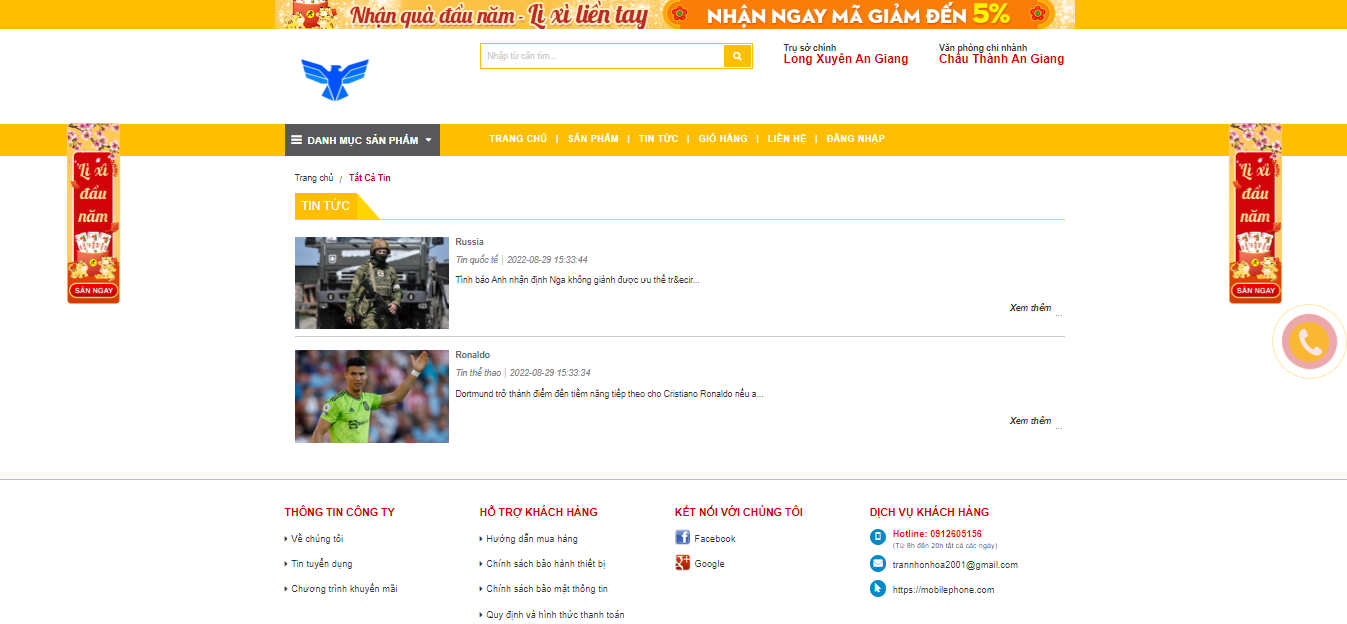 Nhận quà đầu năm - Lì xì liền tay
NHẬN NGAY MÃ GIẢM ĐẾN 5%
Nhập từ cần tìm...
Trụ sở chính
Long Xuyên An Giang
Văn phòng chi nhánh
Châu Thành An Giang
DANH MỤC SẢN PHẨM
TRANG CHỦ | SẢN PHẨM | TIN TỨC | GIỎ HÀNG | LIÊN HỆ | ĐĂNG NHẬP
Lì xì
đầu
năm
SĂN NGAY
Lì xì
đầu
năm
SĂN NGAY
Trang chủ / Tất Cả Tin
TIN TỨC
Russia
Tin quốc tế | 2022-08-29 15:33:44
Tình báo Anh nhận định Nga không giành được ưu thế tr&ecir...
Xem thêm ...
Ronaldo
Tin thể thao | 2022-08-29 15:33:34
Dortmund trở thành điểm đến tiềm năng tiếp theo cho Cristiano Ronaldo nếu a...
Xem thêm ...
THÔNG TIN CÔNG TY
Về chúng tôi
Tin tuyển dụng
Chương trình khuyến mãi
HỖ TRỢ KHÁCH HÀNG
Hướng dẫn mua hàng
Chính sách bảo hành thiết bị
Chính sách bảo mật thông tin
Quy định và hình thức thanh toán
KẾT NỐI VỚI CHÚNG TÔI
Facebook
Google
DỊCH VỤ KHÁCH HÀNG
Hotline: 0912605156
(Từ 8h đến 20h tất cả các ngày)
trannhonhoa2001@gmail.com
https://mobilephone.com